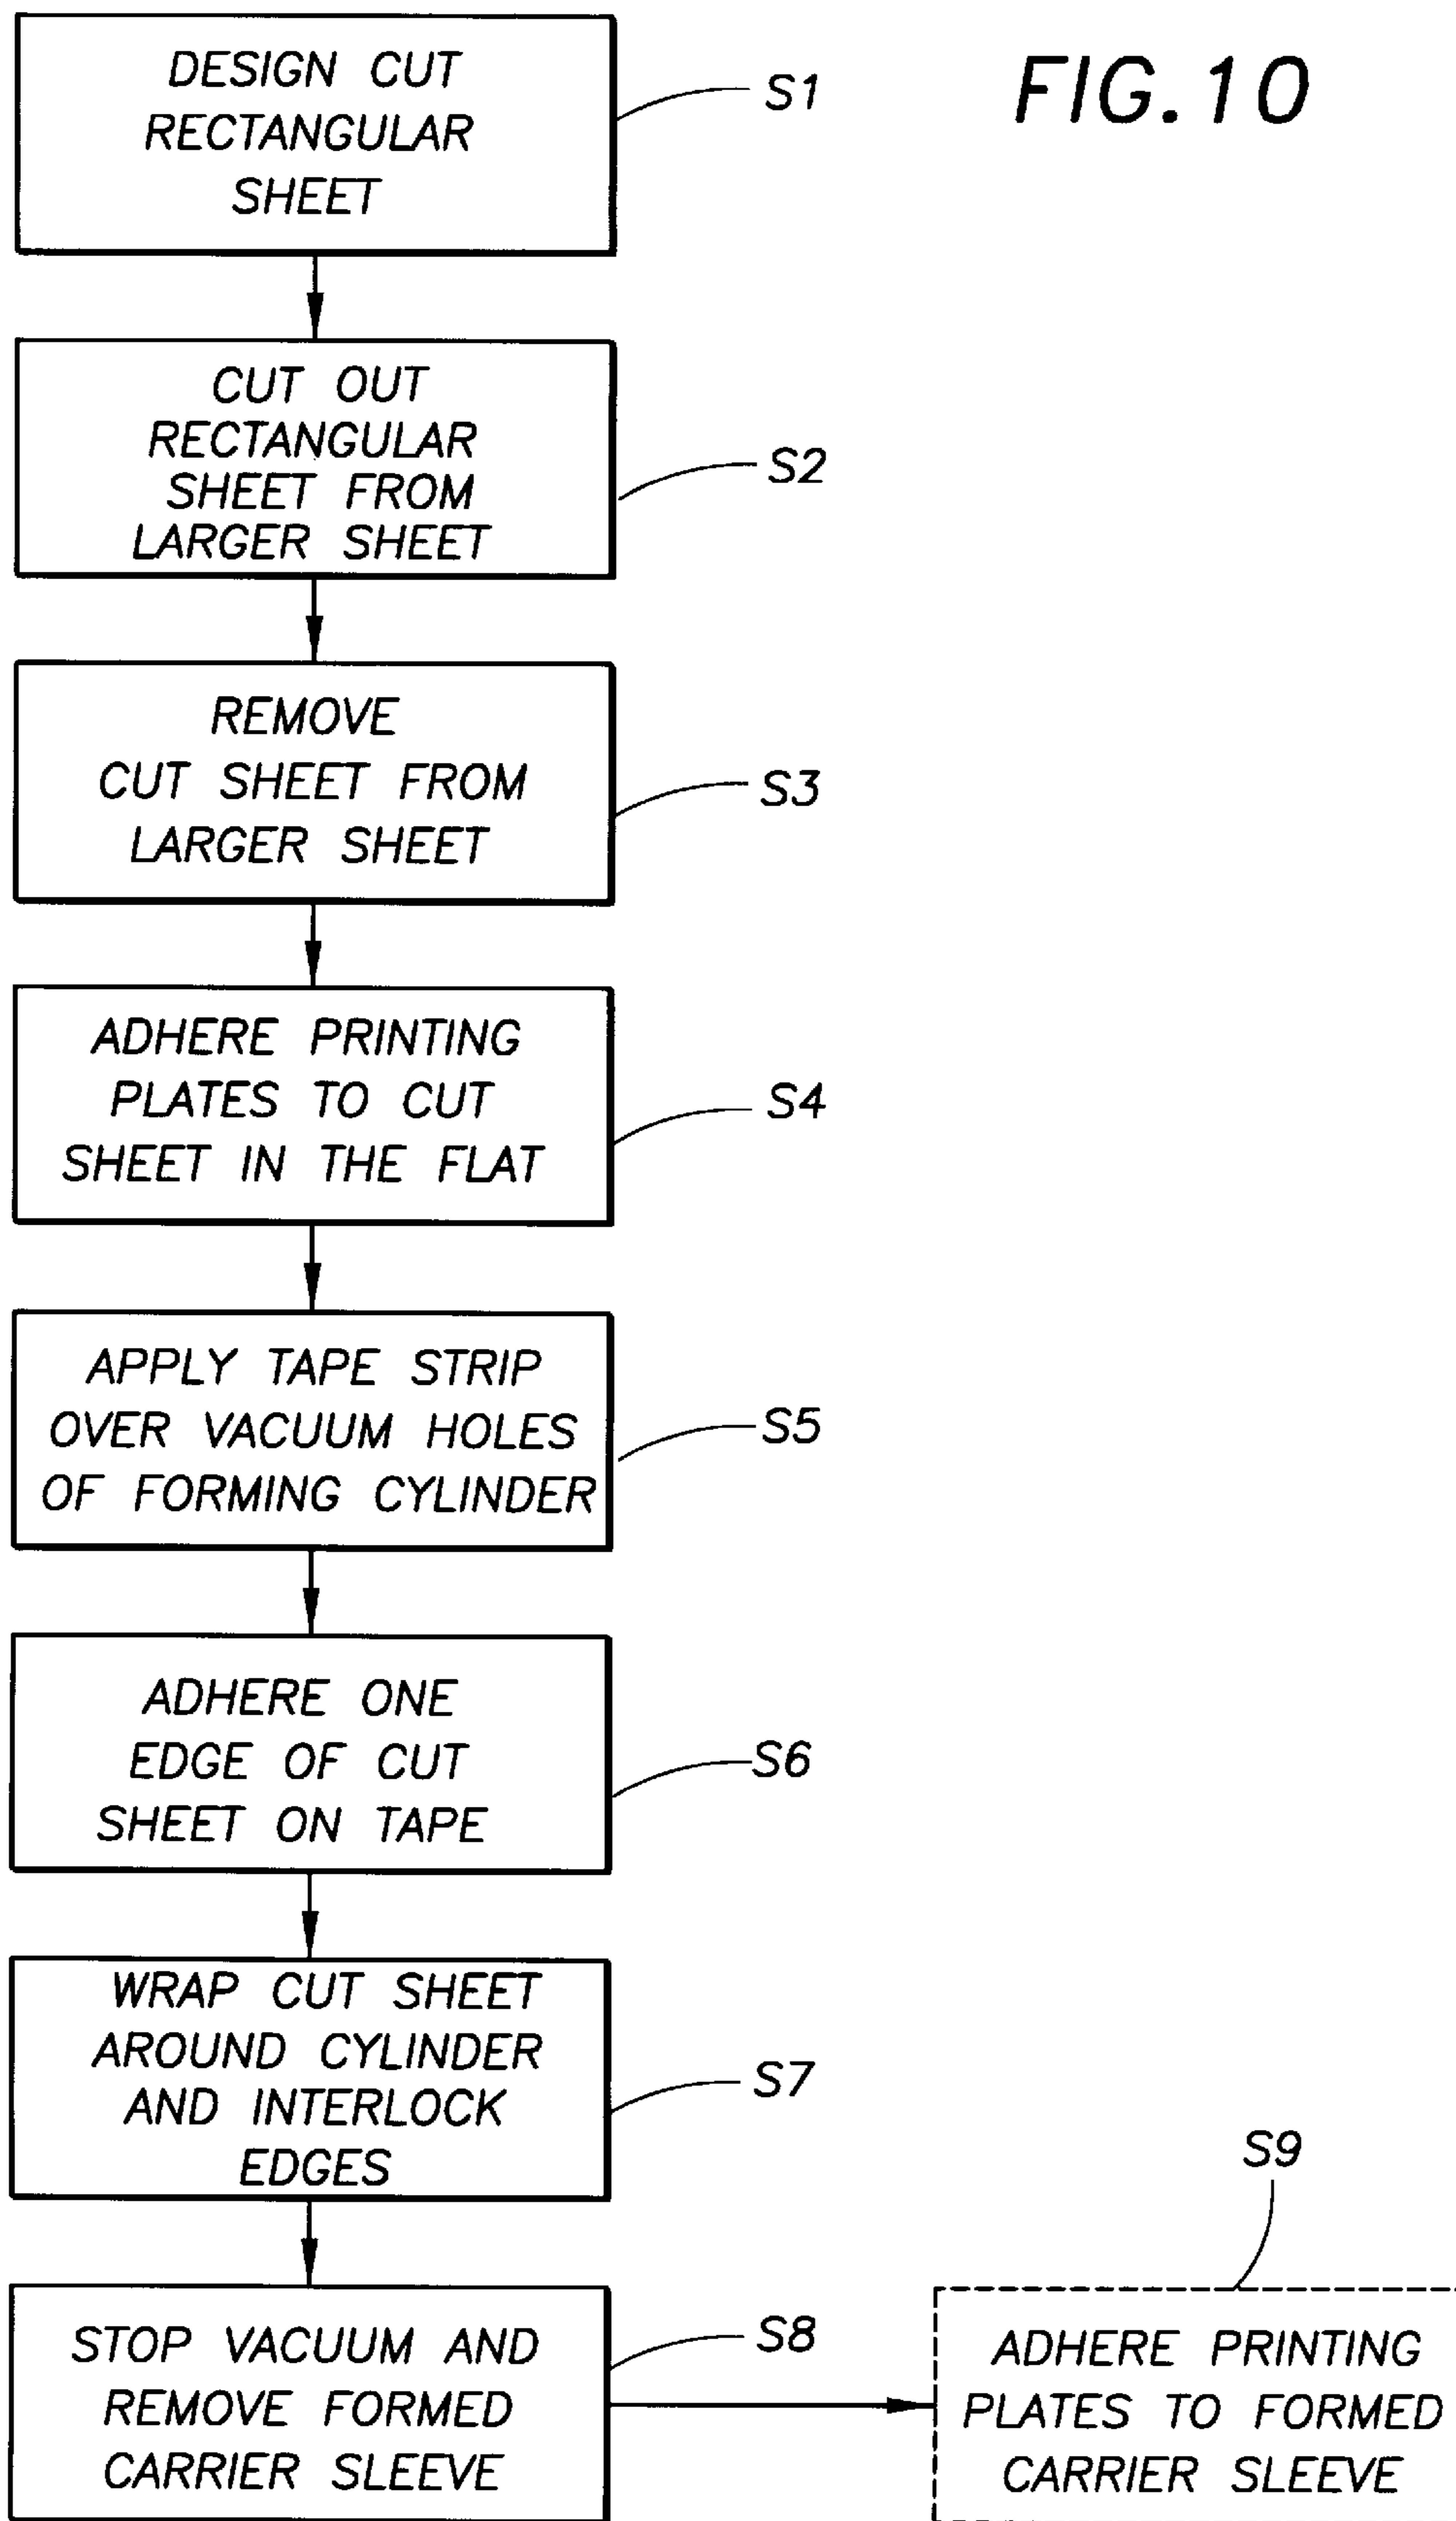 FIG.10
DESIGN CUT
RECTANGULAR
SHEET
S1
CUT OUT
RECTANGULAR
SHEET FROM
LARGER SHEET
S2
REMOVE
CUT SHEET FROM
LARGER SHEET
S3
ADHERE PRINTING
PLATES TO CUT
SHEET IN THE FLAT
S4
APPLY TAPE STRIP
OVER VACUUM HOLES
OF FORMING CYLINDER
S5
ADHERE ONE
EDGE OF CUT
SHEET ON TAPE
S6
WRAP CUT SHEET
AROUND CYLINDER
AND INTERLOCK
EDGES
S7
STOP VACUUM AND
REMOVE FORMED
CARRIER SLEEVE
S8
S9
ADHERE PRINTING
PLATES TO FORMED
CARRIER SLEEVE